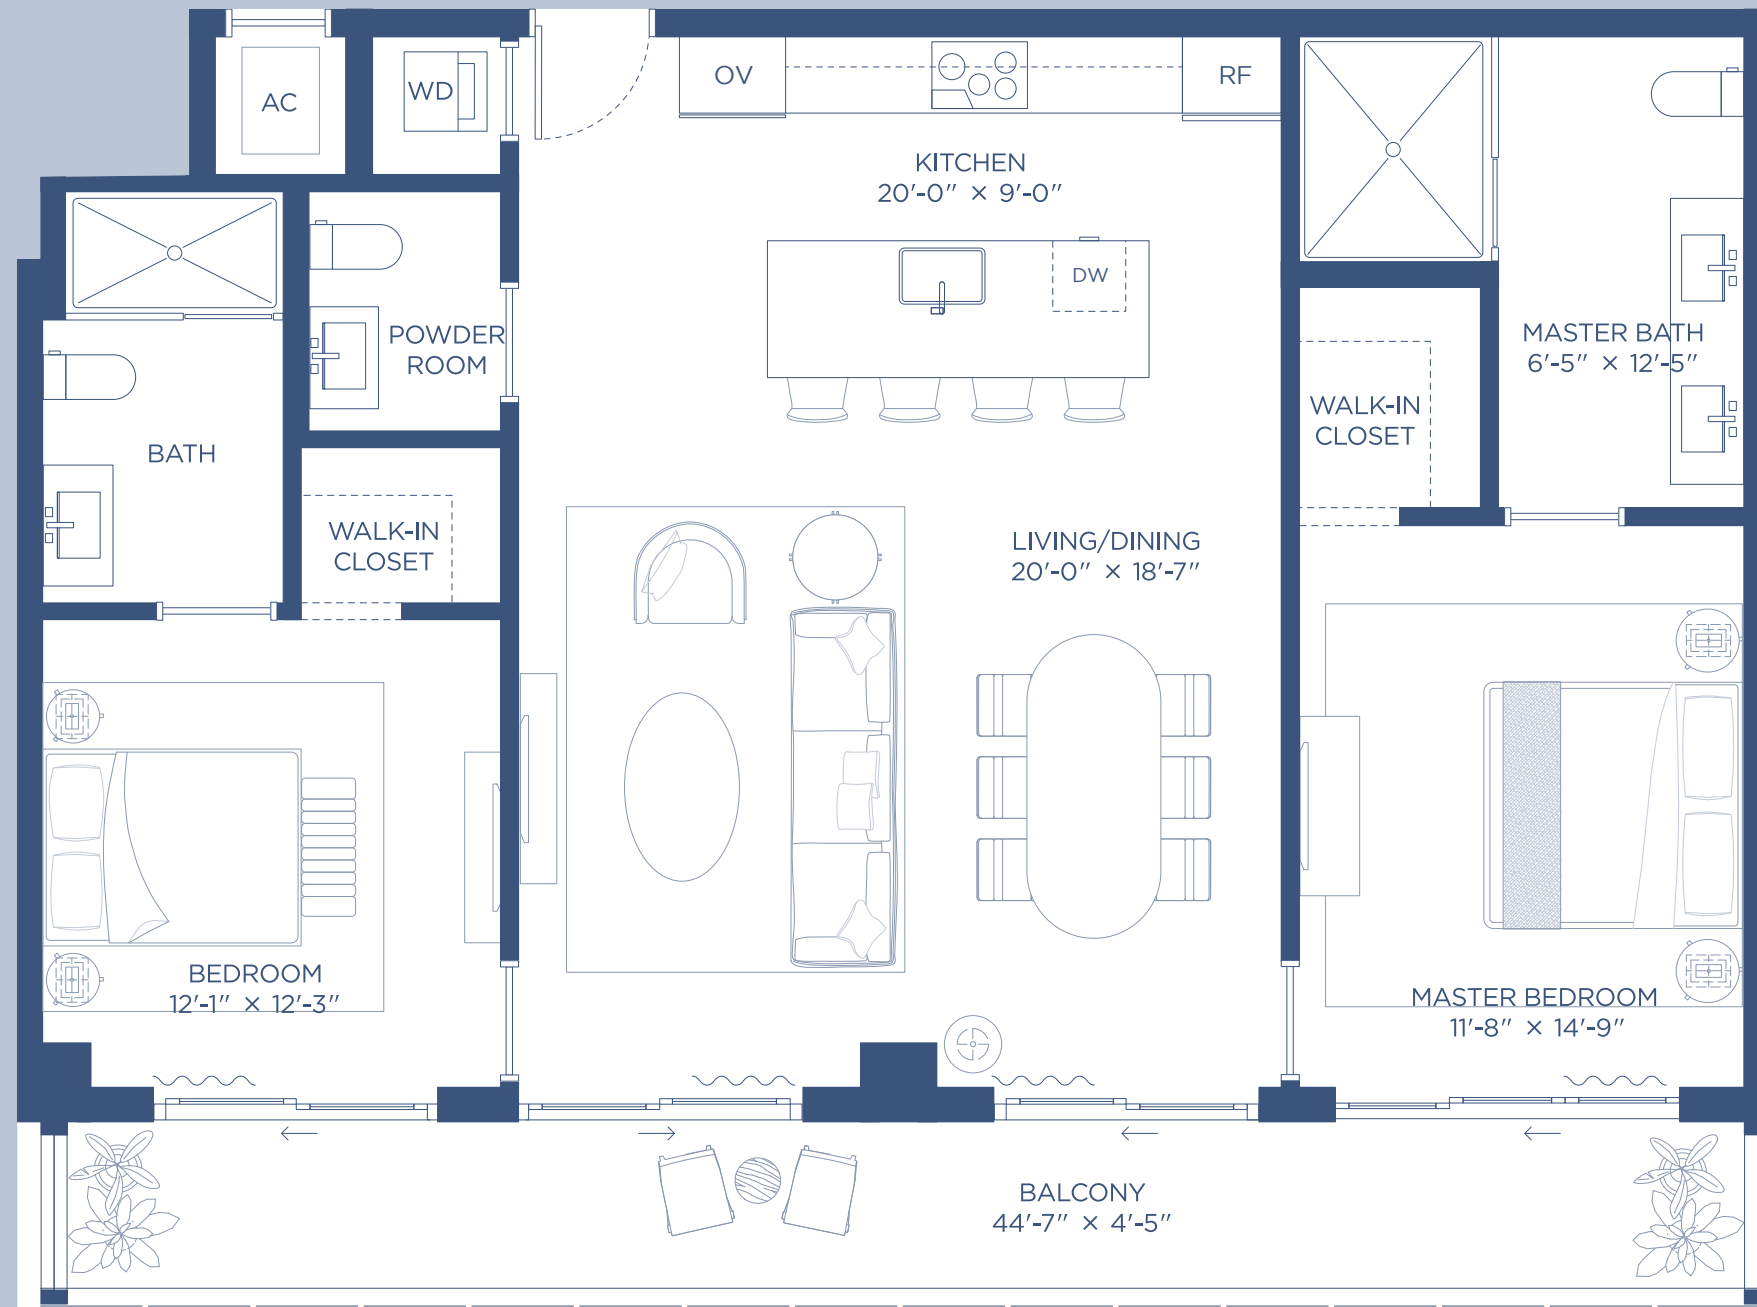 AC
WD
OV
RF
KITCHEN
20'-0" × 9'-0"
DW
POWDER
ROOM
MASTER BATH
6'-5" × 12'-5"
WALK-IN
CLOSET
BATH
WALK-IN
CLOSET
LIVING/DINING
20'-0" × 18'-7"
BEDROOM
12'-1" × 12'-3"
MASTER BEDROOM
11'-8" × 14'-9"
BALCONY
44'-7" × 4'-5"